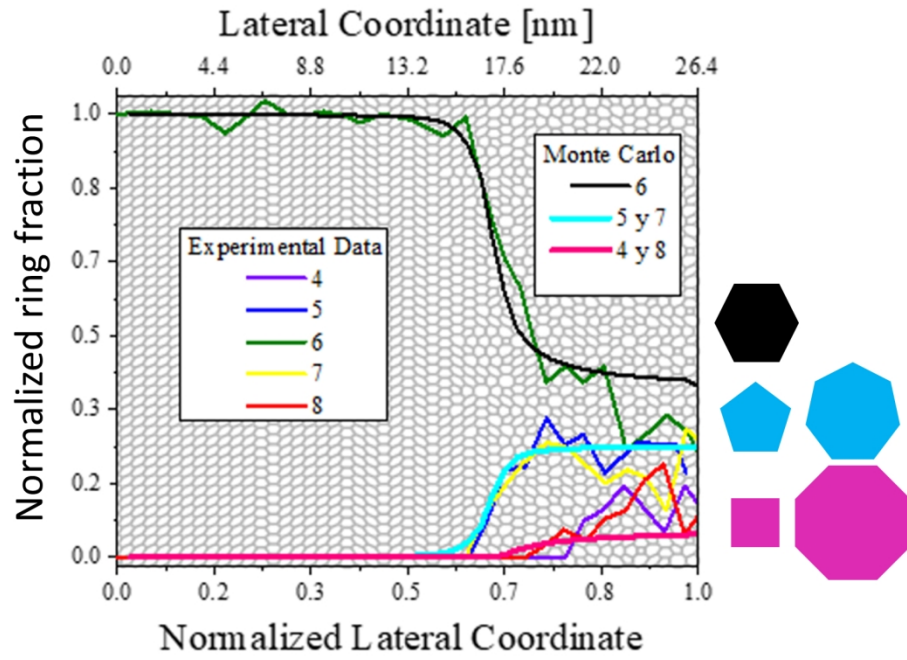 Lateral Coordinate [nm]
0.0 4.4 8.8 13.2 17.6 22.0 26.4
Normalized ring fraction
1.0
0.8
0.7
0.5
0.3
0.2
0.0
Monte Carlo
6
5 y 7
4 y 8
Experimental Data
4
5
6
7
8
0.0 0.2 0.3 0.5 0.7 0.8 1.0
Normalized Lateral Coordinate